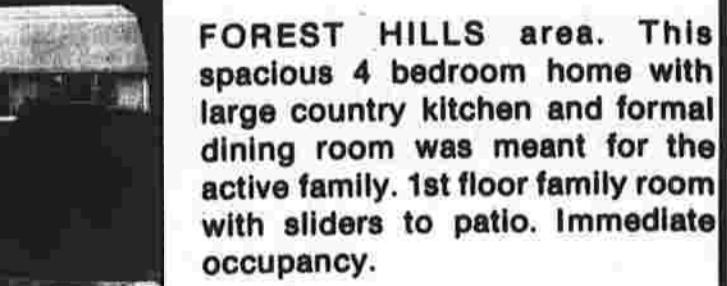 FOREST HILLS area. This
spacious 4 bedroom home with
large country kitchen and formal
dining room was meant for the
active family. 1st floor family room
with sliders to patio. Immediate
occupancy.